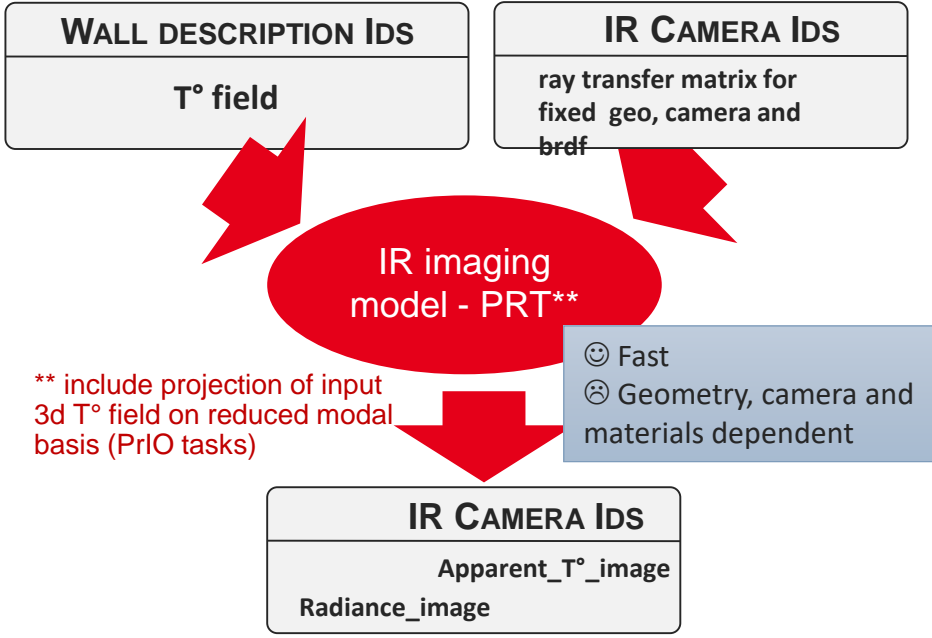 WALL DESCRIPTION IDS
T° field
IR CAMERA IDS
ray transfer matrix for
fixed geo, camera and
brdf
IR imaging
model - PRT**
☺ Fast
☹ Geometry, camera and
materials dependent
** include projection of input
3d T° field on reduced modal
basis (PrIO tasks)
IR CAMERA IDS
Apparent_T°_image
Radiance_image